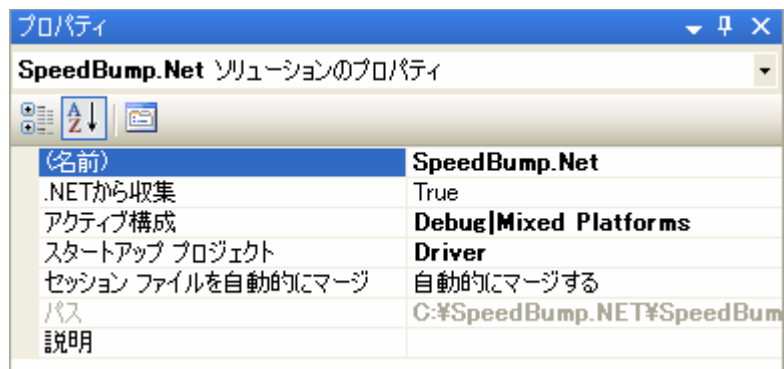 プロパティ
SpeedBump.Net ソリューションのプロパティ
(名前) SpeedBump.Net
.NETから収集 True
アクティブ構成 Debug|Mixed Platforms
スタートアップ プロジェクト Driver
セッション ファイルを自動的にマージ 自動的にマージする
パス C:¥SpeedBump.NET¥SpeedBum
説明